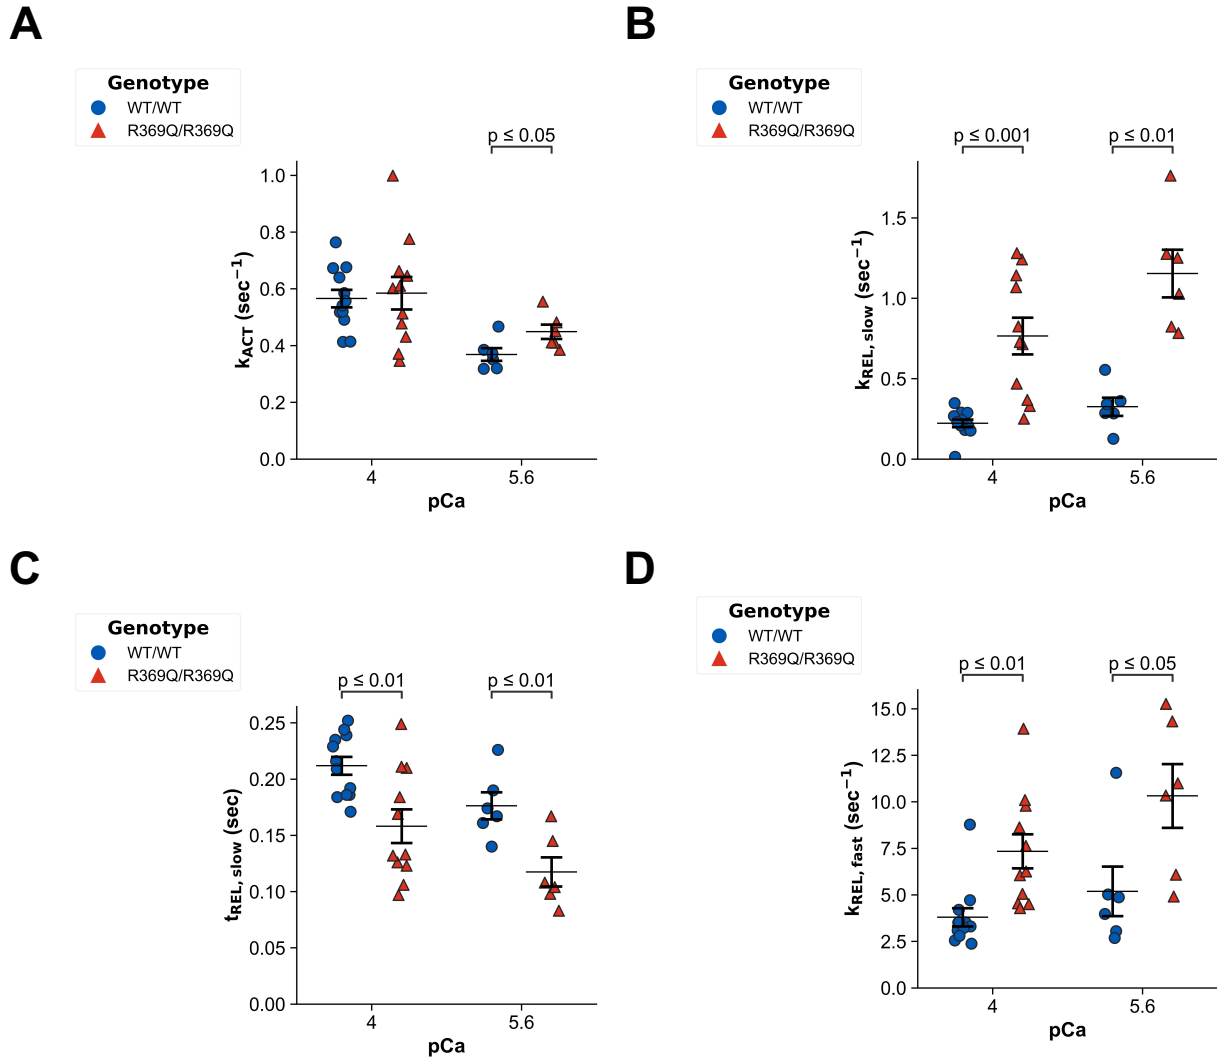 A
Genotype
WT/WT
R369Q/R369Q
p ≤ 0.05
1.0
0.8
0.6
0.4
0.2
0.0
k_ACT (sec⁻¹)
4
5.6
pCa
B
Genotype
WT/WT
R369Q/R369Q
p ≤ 0.001
p ≤ 0.01
1.5
1.0
0.5
0.0
k_REL, slow (sec⁻¹)
4
5.6
pCa
C
Genotype
WT/WT
R369Q/R369Q
p ≤ 0.01
p ≤ 0.01
0.25
0.20
0.15
0.10
0.05
0.00
t_REL, slow (sec)
4
5.6
pCa
D
Genotype
WT/WT
R369Q/R369Q
p ≤ 0.01
p ≤ 0.05
15.0
12.5
10.0
7.5
5.0
2.5
0.0
k_REL, fast (sec⁻¹)
4
5.6
pCa